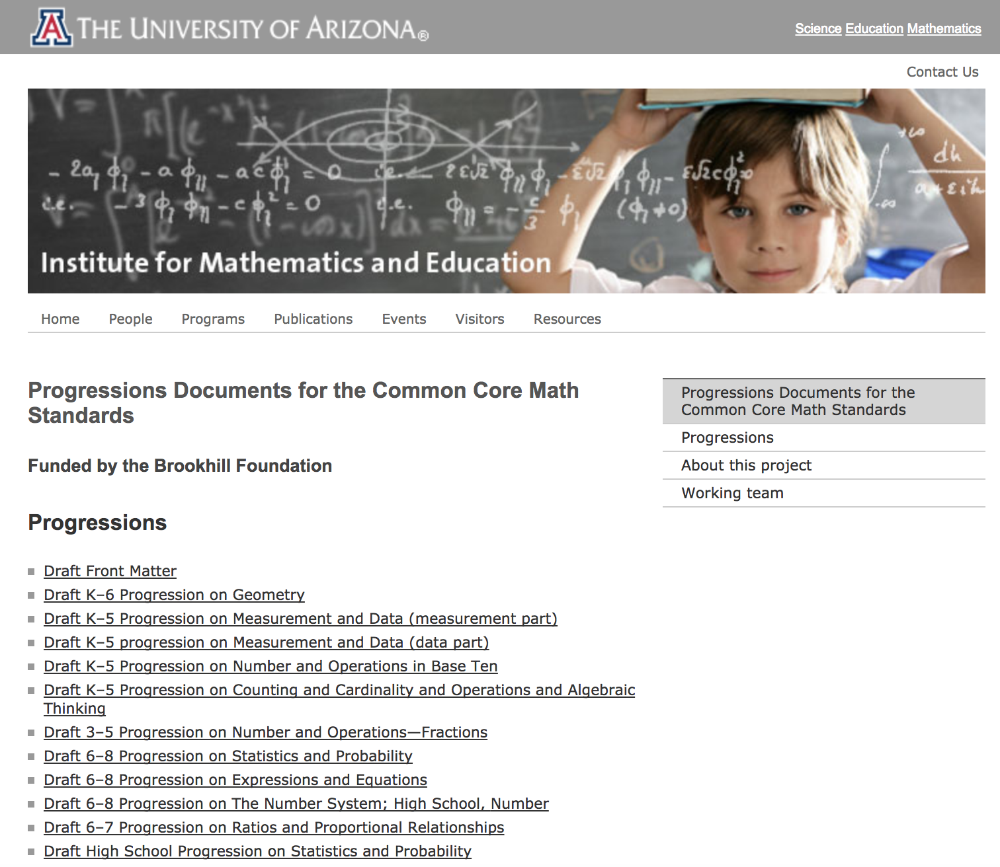 THE UNIVERSITY OF ARIZONA®
Science Education Mathematics
Contact Us
Institute for Mathematics and Education
Home People Programs Publications Events Visitors Resources
Progressions Documents for the Common Core Math
Standards
Funded by the Brookhill Foundation
Progressions
Draft Front Matter
Draft K–6 Progression on Geometry
Draft K–5 Progression on Measurement and Data (measurement part)
Draft K–5 progression on Measurement and Data (data part)
Draft K–5 Progression on Number and Operations in Base Ten
Draft K–5 Progression on Counting and Cardinality and Operations and Algebraic
Thinking
Draft 3–5 Progression on Number and Operations—Fractions
Draft 6–8 Progression on Statistics and Probability
Draft 6–8 Progression on Expressions and Equations
Draft 6–8 Progression on The Number System; High School, Number
Draft 6–7 Progression on Ratios and Proportional Relationships
Draft High School Progression on Statistics and Probability
Progressions Documents for the
Common Core Math Standards
Progressions
About this project
Working team